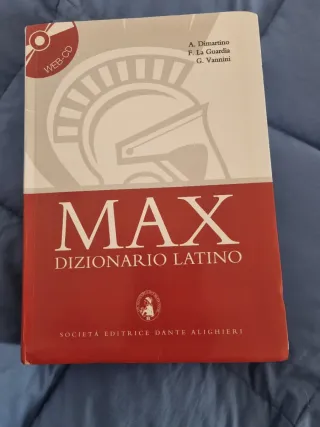 WEB-CD
A. Dimartino
F. La Guardia
G. Vannini
MAX
DIZIONARIO LATINO
SOCIETÀ EDITRICE DANTE ALIGHIERI